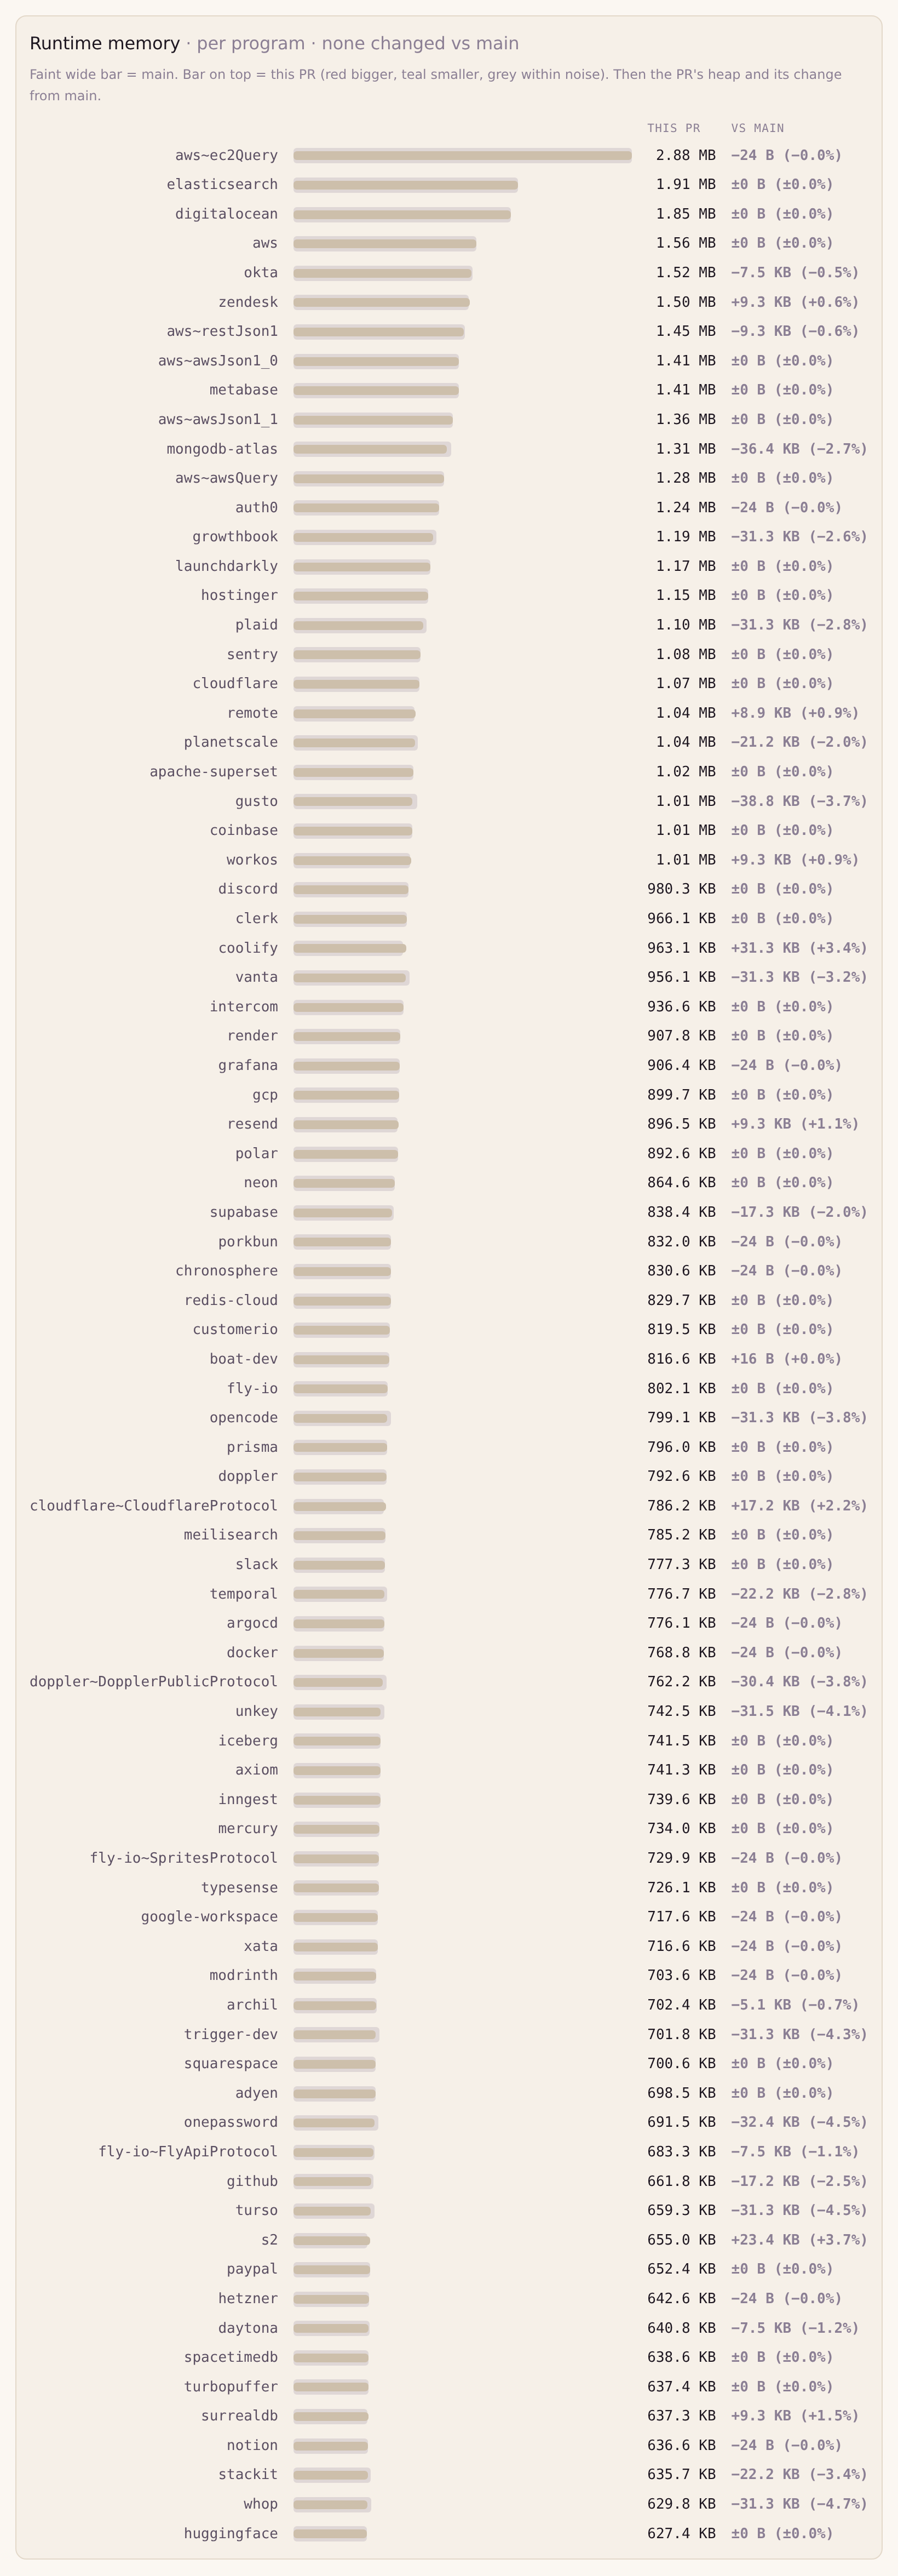 Runtime memory · per program · none changed vs main
Faint wide bar = main. Bar on top = this PR (red bigger, teal smaller, grey within noise). Then the PR's heap and its change
from main.
THIS PR VS MAIN
aws~ec2Query 2.88 MB −24 B (−0.0%)
elasticsearch 1.91 MB ±0 B (±0.0%)
digitalocean 1.85 MB ±0 B (±0.0%)
aws 1.56 MB ±0 B (±0.0%)
okta 1.52 MB −7.5 KB (−0.5%)
zendesk 1.50 MB +9.3 KB (+0.6%)
aws~restJson1 1.45 MB −9.3 KB (−0.6%)
aws~awsJson1_0 1.41 MB ±0 B (±0.0%)
metabase 1.41 MB ±0 B (±0.0%)
aws~awsJson1_1 1.36 MB ±0 B (±0.0%)
mongodb-atlas 1.31 MB −36.4 KB (−2.7%)
aws~awsQuery 1.28 MB ±0 B (±0.0%)
auth0 1.24 MB −24 B (−0.0%)
growthbook 1.19 MB −31.3 KB (−2.6%)
launchdarkly 1.17 MB ±0 B (±0.0%)
hostinger 1.15 MB ±0 B (±0.0%)
plaid 1.10 MB −31.3 KB (−2.8%)
sentry 1.08 MB ±0 B (±0.0%)
cloudflare 1.07 MB ±0 B (±0.0%)
remote 1.04 MB +8.9 KB (+0.9%)
planetscale 1.04 MB −21.2 KB (−2.0%)
apache-superset 1.02 MB ±0 B (±0.0%)
gusto 1.01 MB −38.8 KB (−3.7%)
coinbase 1.01 MB ±0 B (±0.0%)
workos 1.01 MB +9.3 KB (+0.9%)
discord 980.3 KB ±0 B (±0.0%)
clerk 966.1 KB ±0 B (±0.0%)
coolify 963.1 KB +31.3 KB (+3.4%)
vanta 956.1 KB −31.3 KB (−3.2%)
intercom 936.6 KB ±0 B (±0.0%)
render 907.8 KB ±0 B (±0.0%)
grafana 906.4 KB −24 B (−0.0%)
gcp 899.7 KB ±0 B (±0.0%)
resend 896.5 KB +9.3 KB (+1.1%)
polar 892.6 KB ±0 B (±0.0%)
neon 864.6 KB ±0 B (±0.0%)
supabase 838.4 KB −17.3 KB (−2.0%)
porkbun 832.0 KB −24 B (−0.0%)
chronosphere 830.6 KB −24 B (−0.0%)
redis-cloud 829.7 KB ±0 B (±0.0%)
customerio 819.5 KB ±0 B (±0.0%)
boat-dev 816.6 KB +16 B (+0.0%)
fly-io 802.1 KB ±0 B (±0.0%)
opencode 799.1 KB −31.3 KB (−3.8%)
prisma 796.0 KB ±0 B (±0.0%)
doppler 792.6 KB ±0 B (±0.0%)
cloudflare~CloudflareProtocol 786.2 KB +17.2 KB (+2.2%)
meilisearch 785.2 KB ±0 B (±0.0%)
slack 777.3 KB ±0 B (±0.0%)
temporal 776.7 KB −22.2 KB (−2.8%)
argocd 776.1 KB −24 B (−0.0%)
docker 768.8 KB −24 B (−0.0%)
doppler~DopplerPublicProtocol 762.2 KB −30.4 KB (−3.8%)
unkey 742.5 KB −31.5 KB (−4.1%)
iceberg 741.5 KB ±0 B (±0.0%)
axiom 741.3 KB ±0 B (±0.0%)
inngest 739.6 KB ±0 B (±0.0%)
mercury 734.0 KB ±0 B (±0.0%)
fly-io~SpritesProtocol 729.9 KB −24 B (−0.0%)
typesense 726.1 KB ±0 B (±0.0%)
google-workspace 717.6 KB −24 B (−0.0%)
xata 716.6 KB −24 B (−0.0%)
modrinth 703.6 KB −24 B (−0.0%)
archil 702.4 KB −5.1 KB (−0.7%)
trigger-dev 701.8 KB −31.3 KB (−4.3%)
squarespace 700.6 KB ±0 B (±0.0%)
adyen 698.5 KB ±0 B (±0.0%)
onepassword 691.5 KB −32.4 KB (−4.5%)
fly-io~FlyApiProtocol 683.3 KB −7.5 KB (−1.1%)
github 661.8 KB −17.2 KB (−2.5%)
turso 659.3 KB −31.3 KB (−4.5%)
s2 655.0 KB +23.4 KB (+3.7%)
paypal 652.4 KB ±0 B (±0.0%)
hetzner 642.6 KB −24 B (−0.0%)
daytona 640.8 KB −7.5 KB (−1.2%)
spacetimedb 638.6 KB ±0 B (±0.0%)
turbopuffer 637.4 KB ±0 B (±0.0%)
surrealdb 637.3 KB +9.3 KB (+1.5%)
notion 636.6 KB −24 B (−0.0%)
stackit 635.7 KB −22.2 KB (−3.4%)
whop 629.8 KB −31.3 KB (−4.7%)
huggingface 627.4 KB ±0 B (±0.0%)